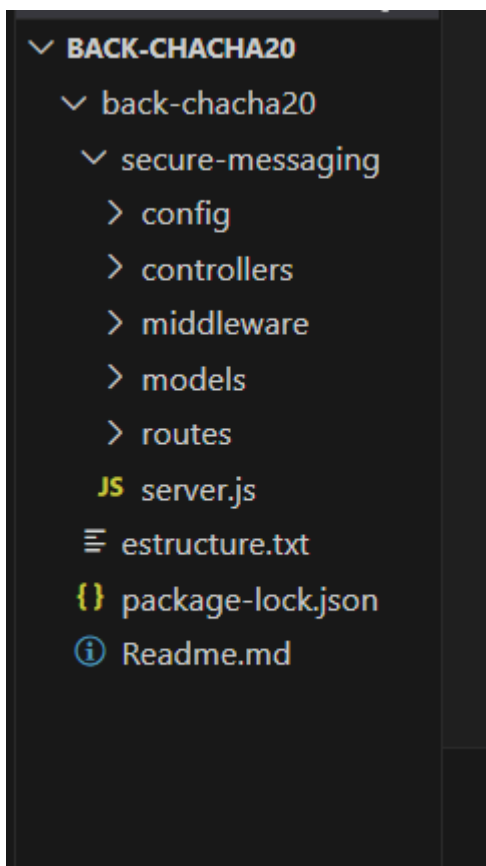 BACK-CHACHA20
back-chacha20
secure-messaging
config
controllers
middleware
models
routes
JS server.js
estructure.txt
{} package-lock.json
Readme.md